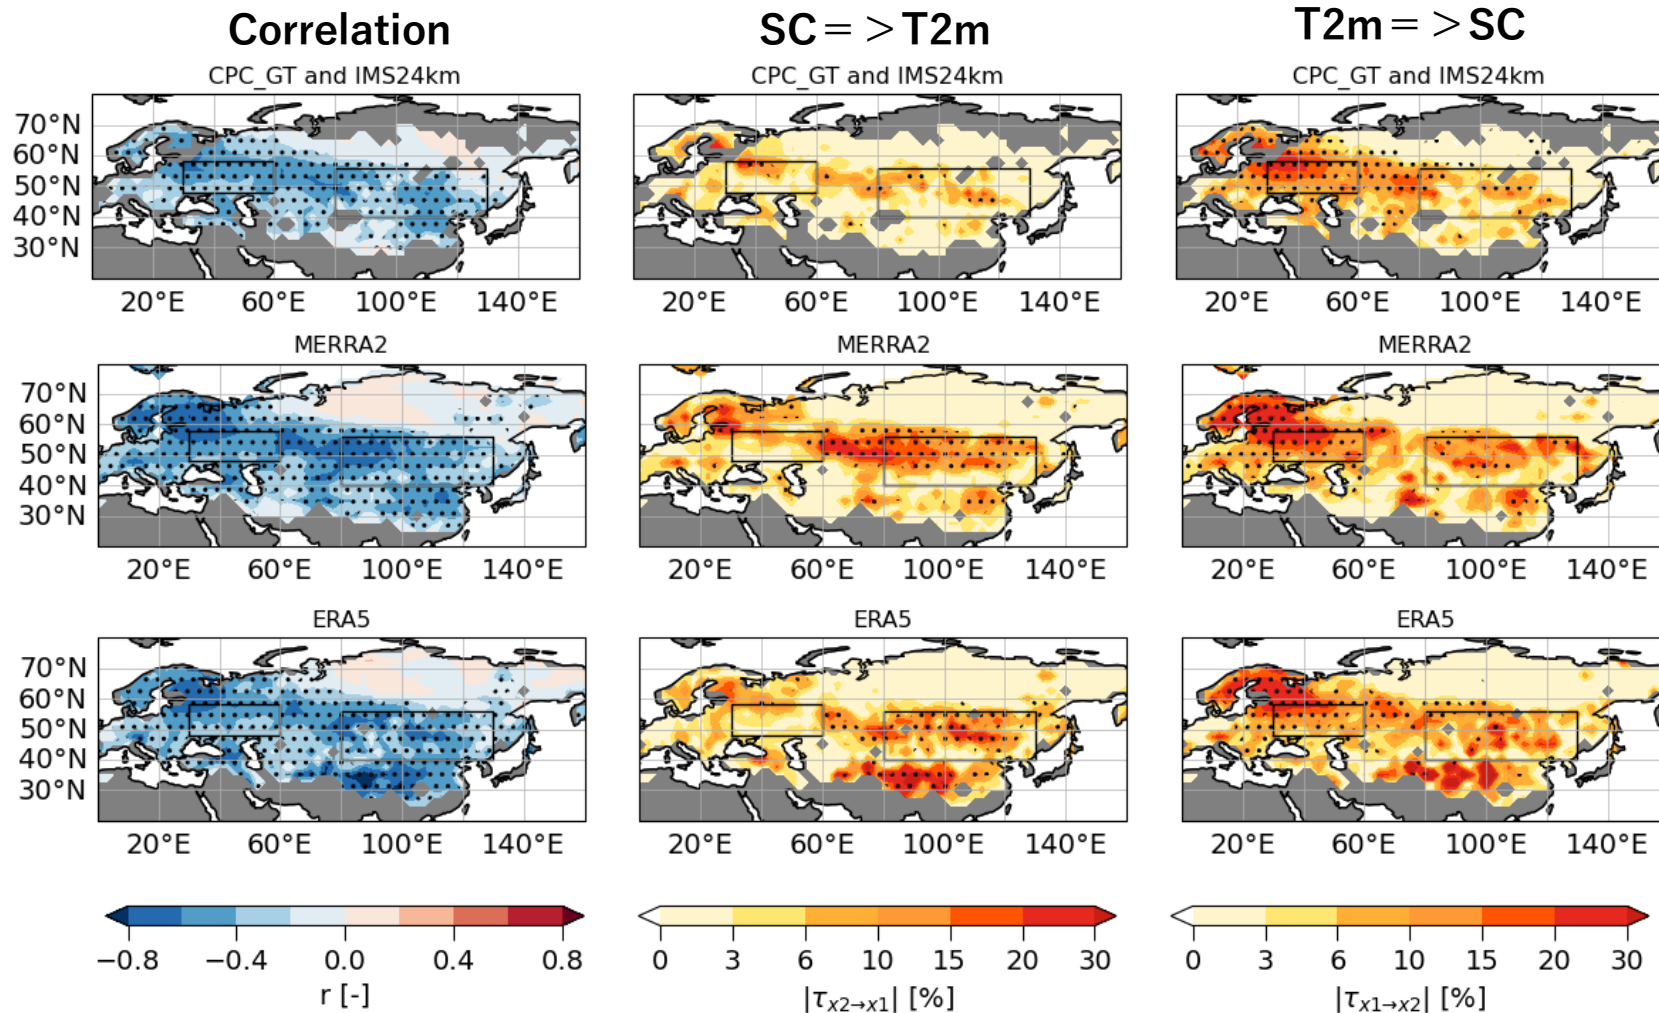 Correlation SC＝＞T2m T2m＝＞SC
CPC_GT and IMS24km CPC_GT and IMS24km CPC_GT and IMS24km
70°N
60°N
50°N
40°N
30°N
20°E 60°E 100°E 140°E 20°E 60°E 100°E 140°E 20°E 60°E 100°E 140°E
MERRA2 MERRA2 MERRA2
70°N
60°N
50°N
40°N
30°N
20°E 60°E 100°E 140°E 20°E 60°E 100°E 140°E 20°E 60°E 100°E 140°E
ERA5 ERA5 ERA5
70°N
60°N
50°N
40°N
30°N
20°E 60°E 100°E 140°E 20°E 60°E 100°E 140°E 20°E 60°E 100°E 140°E
−0.8 −0.4 0.0 0.4 0.8 0 3 6 10 15 20 30 0 3 6 10 15 20 30
r [-] |τx2→x1| [%] |τx1→x2| [%]